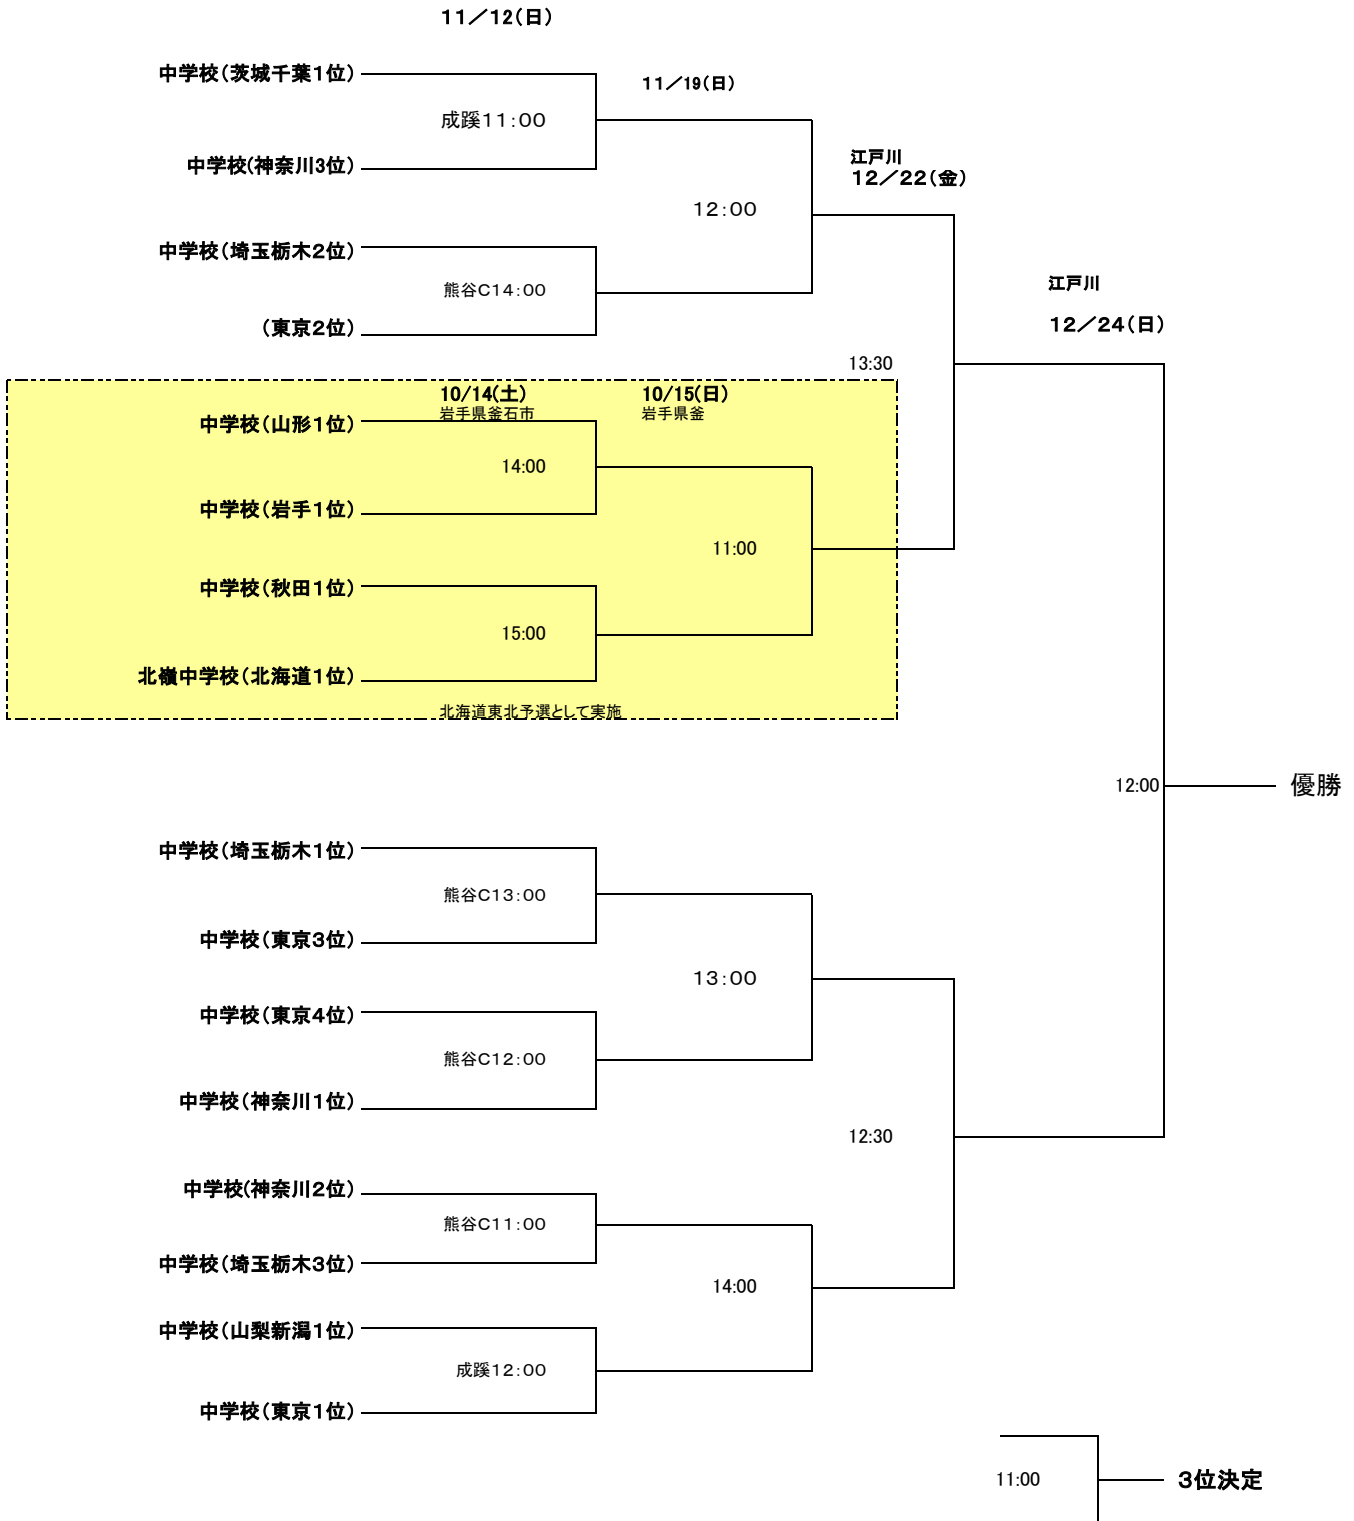 11／12(日)
中学校(茨城千葉1位)
11／19(日)
成蹊11：00
中学校(神奈川3位)
江戸川
12／22(金)
12：00
中学校(埼玉栃木2位)
熊谷C14：00
江戸川
(東京2位)
12／24(日)
13:30
10/14(土)
10/15(日)
岩手県釜石市
岩手県釜
中学校(山形1位)
14:00
中学校(岩手1位)
11:00
中学校(秋田1位)
15:00
北嶺中学校(北海道1位)
北海道東北予選として実施
12:00
優勝
中学校(埼玉栃木1位)
熊谷C13：00
中学校(東京3位)
13：00
中学校(東京4位)
熊谷C12：00
中学校(神奈川1位)
12:30
中学校(神奈川2位)
熊谷C11：00
中学校(埼玉栃木3位)
14:00
中学校(山梨新潟1位)
成蹊12：00
中学校(東京1位)
11:00
3位決定